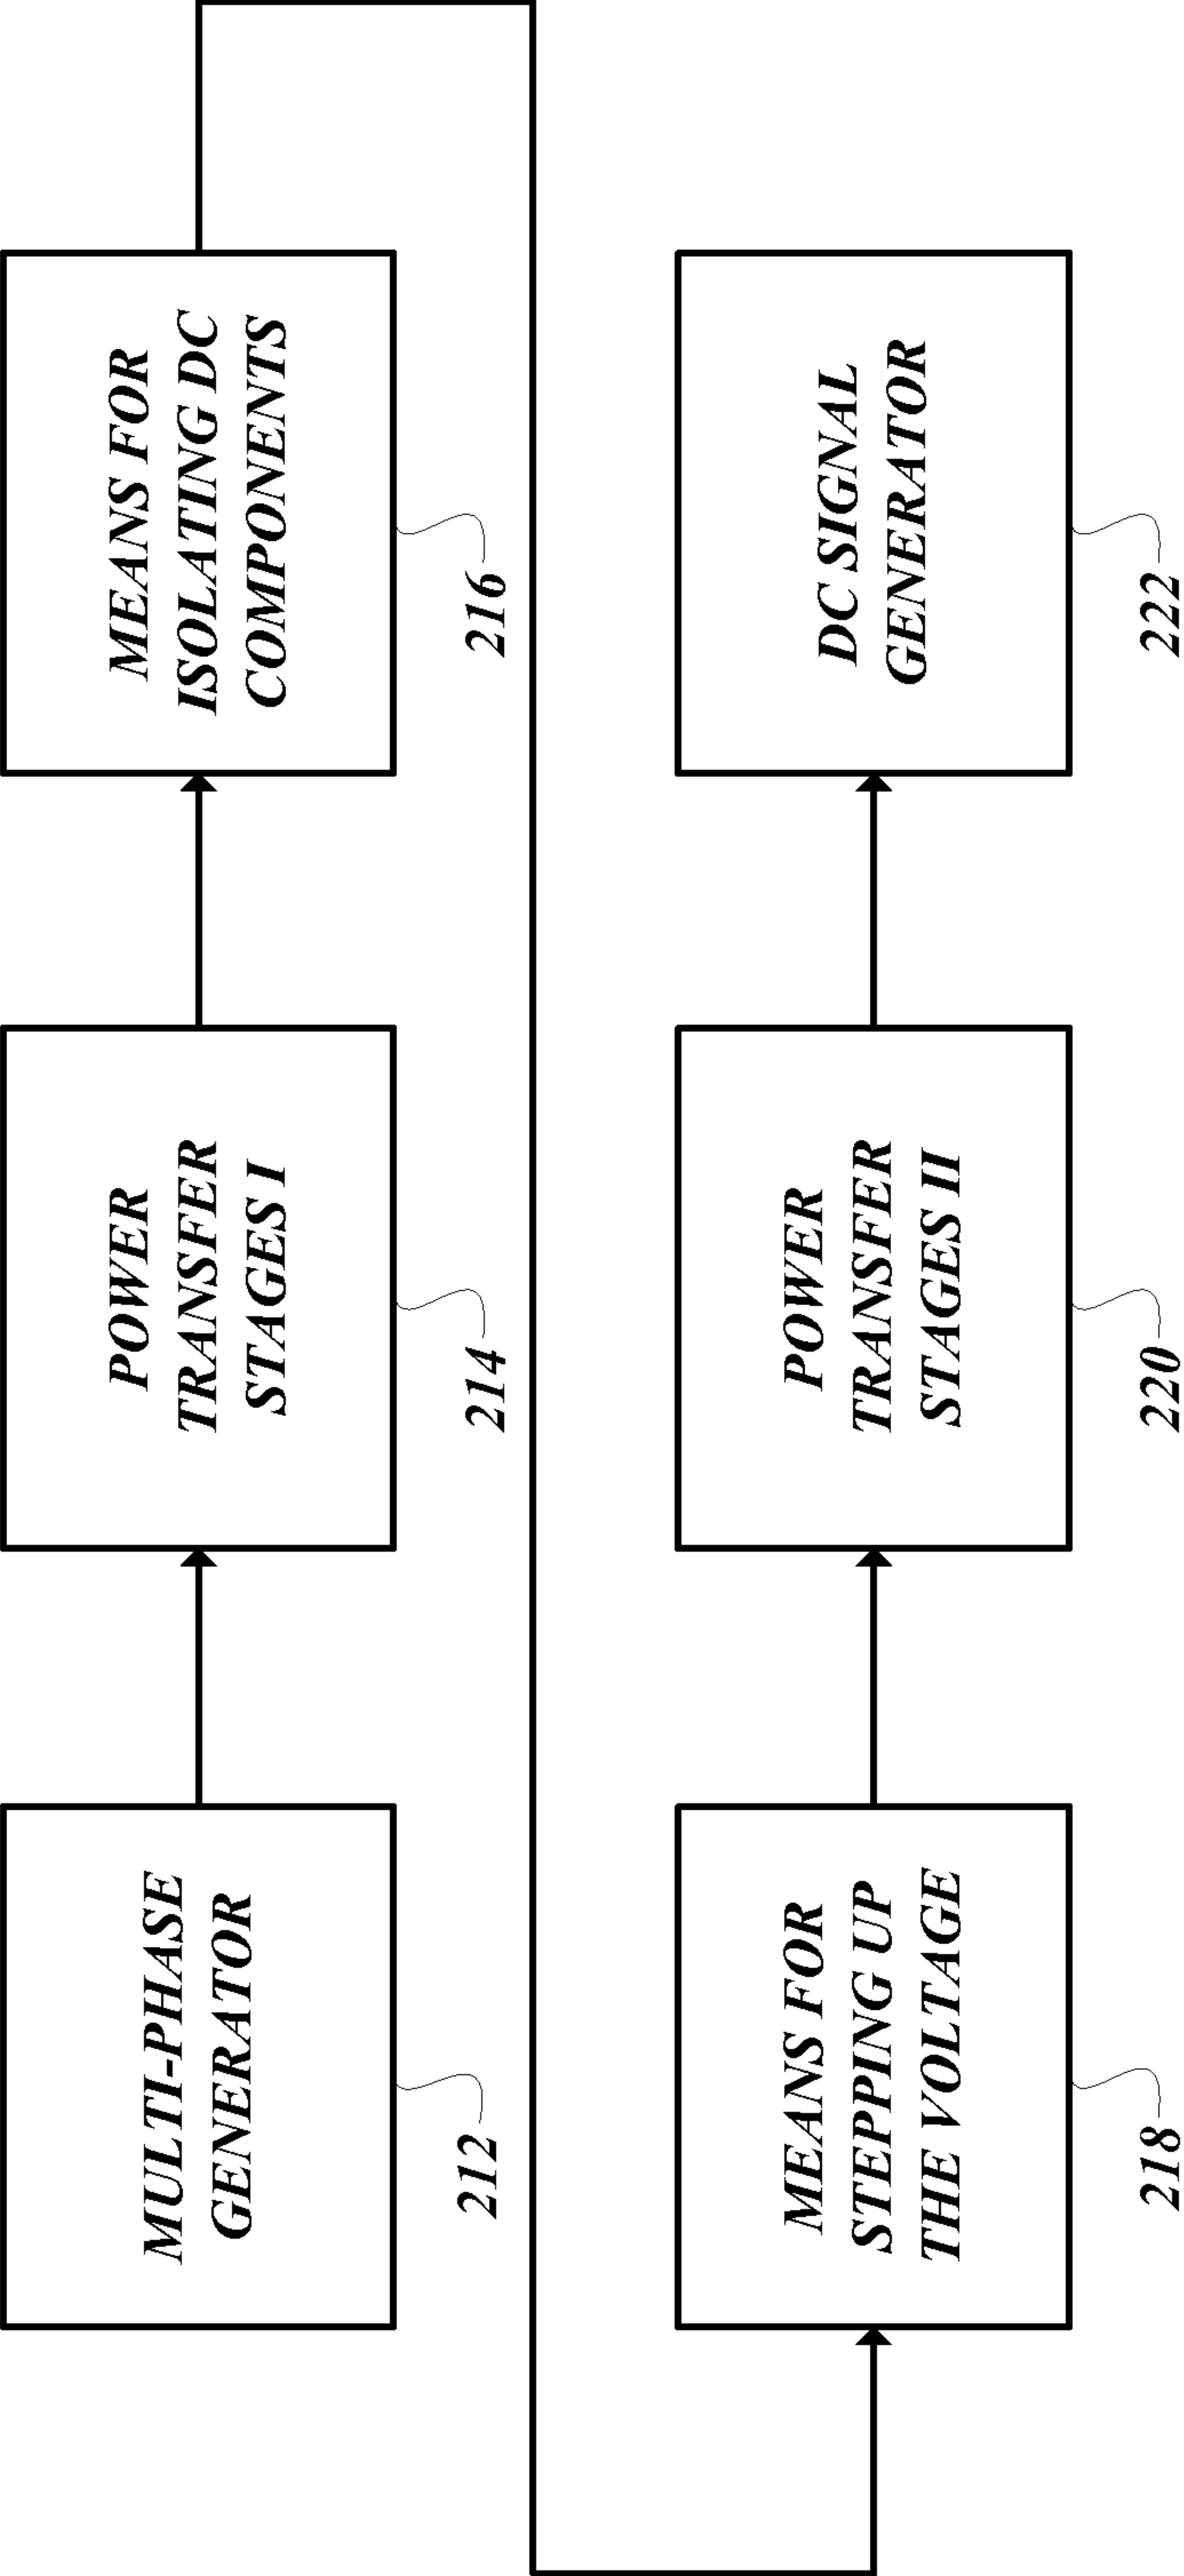 MULTI-PHASE
GENERATOR
212
POWER
TRANSFER
STAGES I
214
MEANS FOR
ISOLATING DC
COMPONENTS
216
MEANS FOR
STEPPING UP
THE VOLTAGE
218
POWER
TRANSFER
STAGES II
220
DC SIGNAL
GENERATOR
222